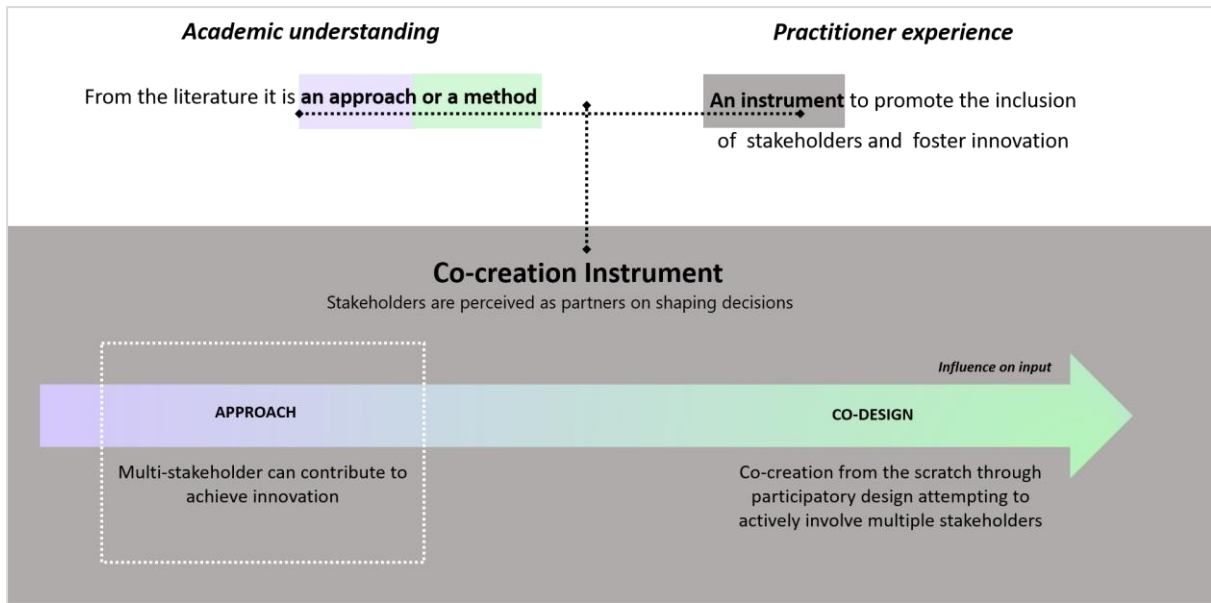 Academic understanding
Practitioner experience
From the literature it is an approach or a method
An instrument to promote the inclusion
of stakeholders and foster innovation
Co-creation Instrument
Stakeholders are perceived as partners on shaping decisions
Influence on input
APPROACH
CO-DESIGN
Multi-stakeholder can contribute to
achieve innovation
Co-creation from the scratch through
participatory design attempting to
actively involve multiple stakeholders